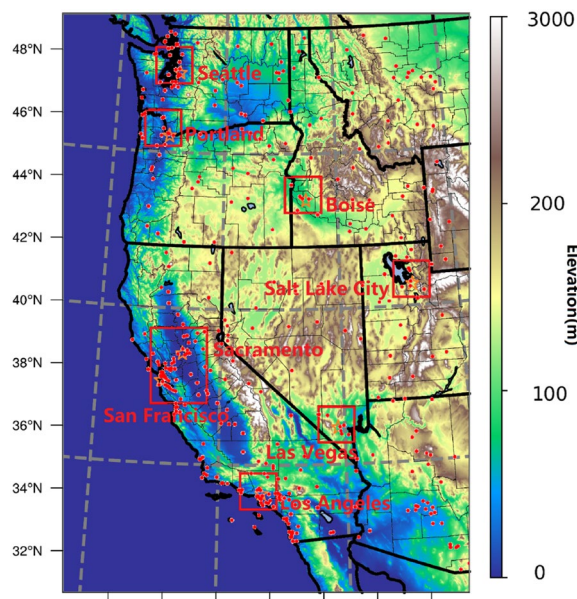 3000
48°N
Seattle
46°N
Portland
44°N
Boise
200
42°N
Salt Lake City
Elevation(m)
40°N
38°N
Sacramento
100
San Francisco
36°N
Las Vegas
34°N
Los Angeles
32°N
0